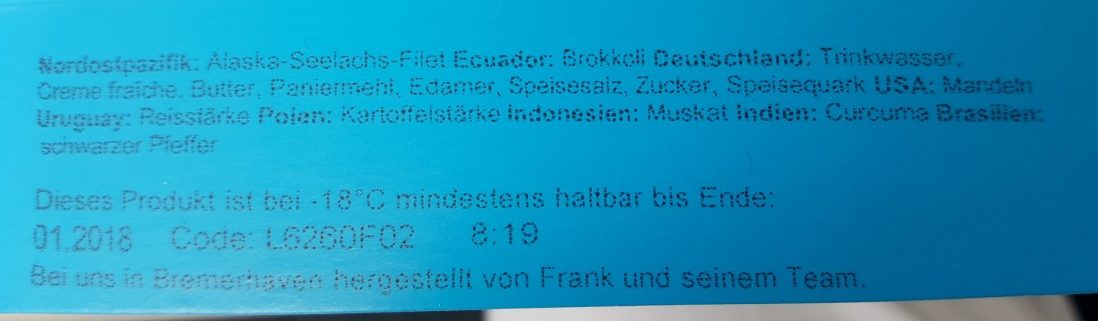 Nordostpazifik: Alaska-Seelachs-Filet Ecuador: Brokkoli Deutschland: Trinkwasser,
Creme fraiche, Butter, Paniermehl, Edamer, Speisesalz, Zucker, Speisequark USA: Mandeln
Uruguay: Reisstärke Polen: Kartoffelstärke Indonesien: Muskat Indien: Curcuma Brasilien:
schwarzer Pfeffer
Dieses Produkt ist bei -18°C mindestens haltbar bis Ende:
01.2018 Code: L6260F02 8:19
Bei uns in Bremerhaven hergestellt von Frank und seinem Team.